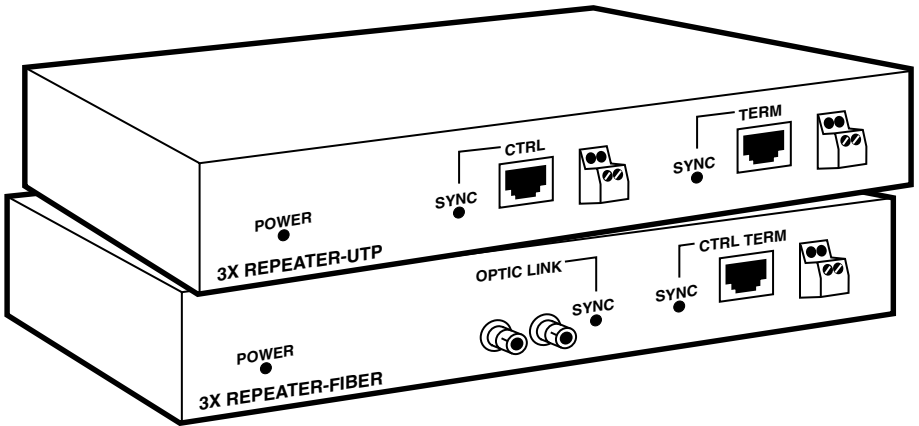 TERM
CTRL
SYNC
SYNC
POWER
3X REPEATER-UTP
CTRL TERM
OPTIC LINK
SYNC
SYNC
POWER
3X REPEATER-FIBER